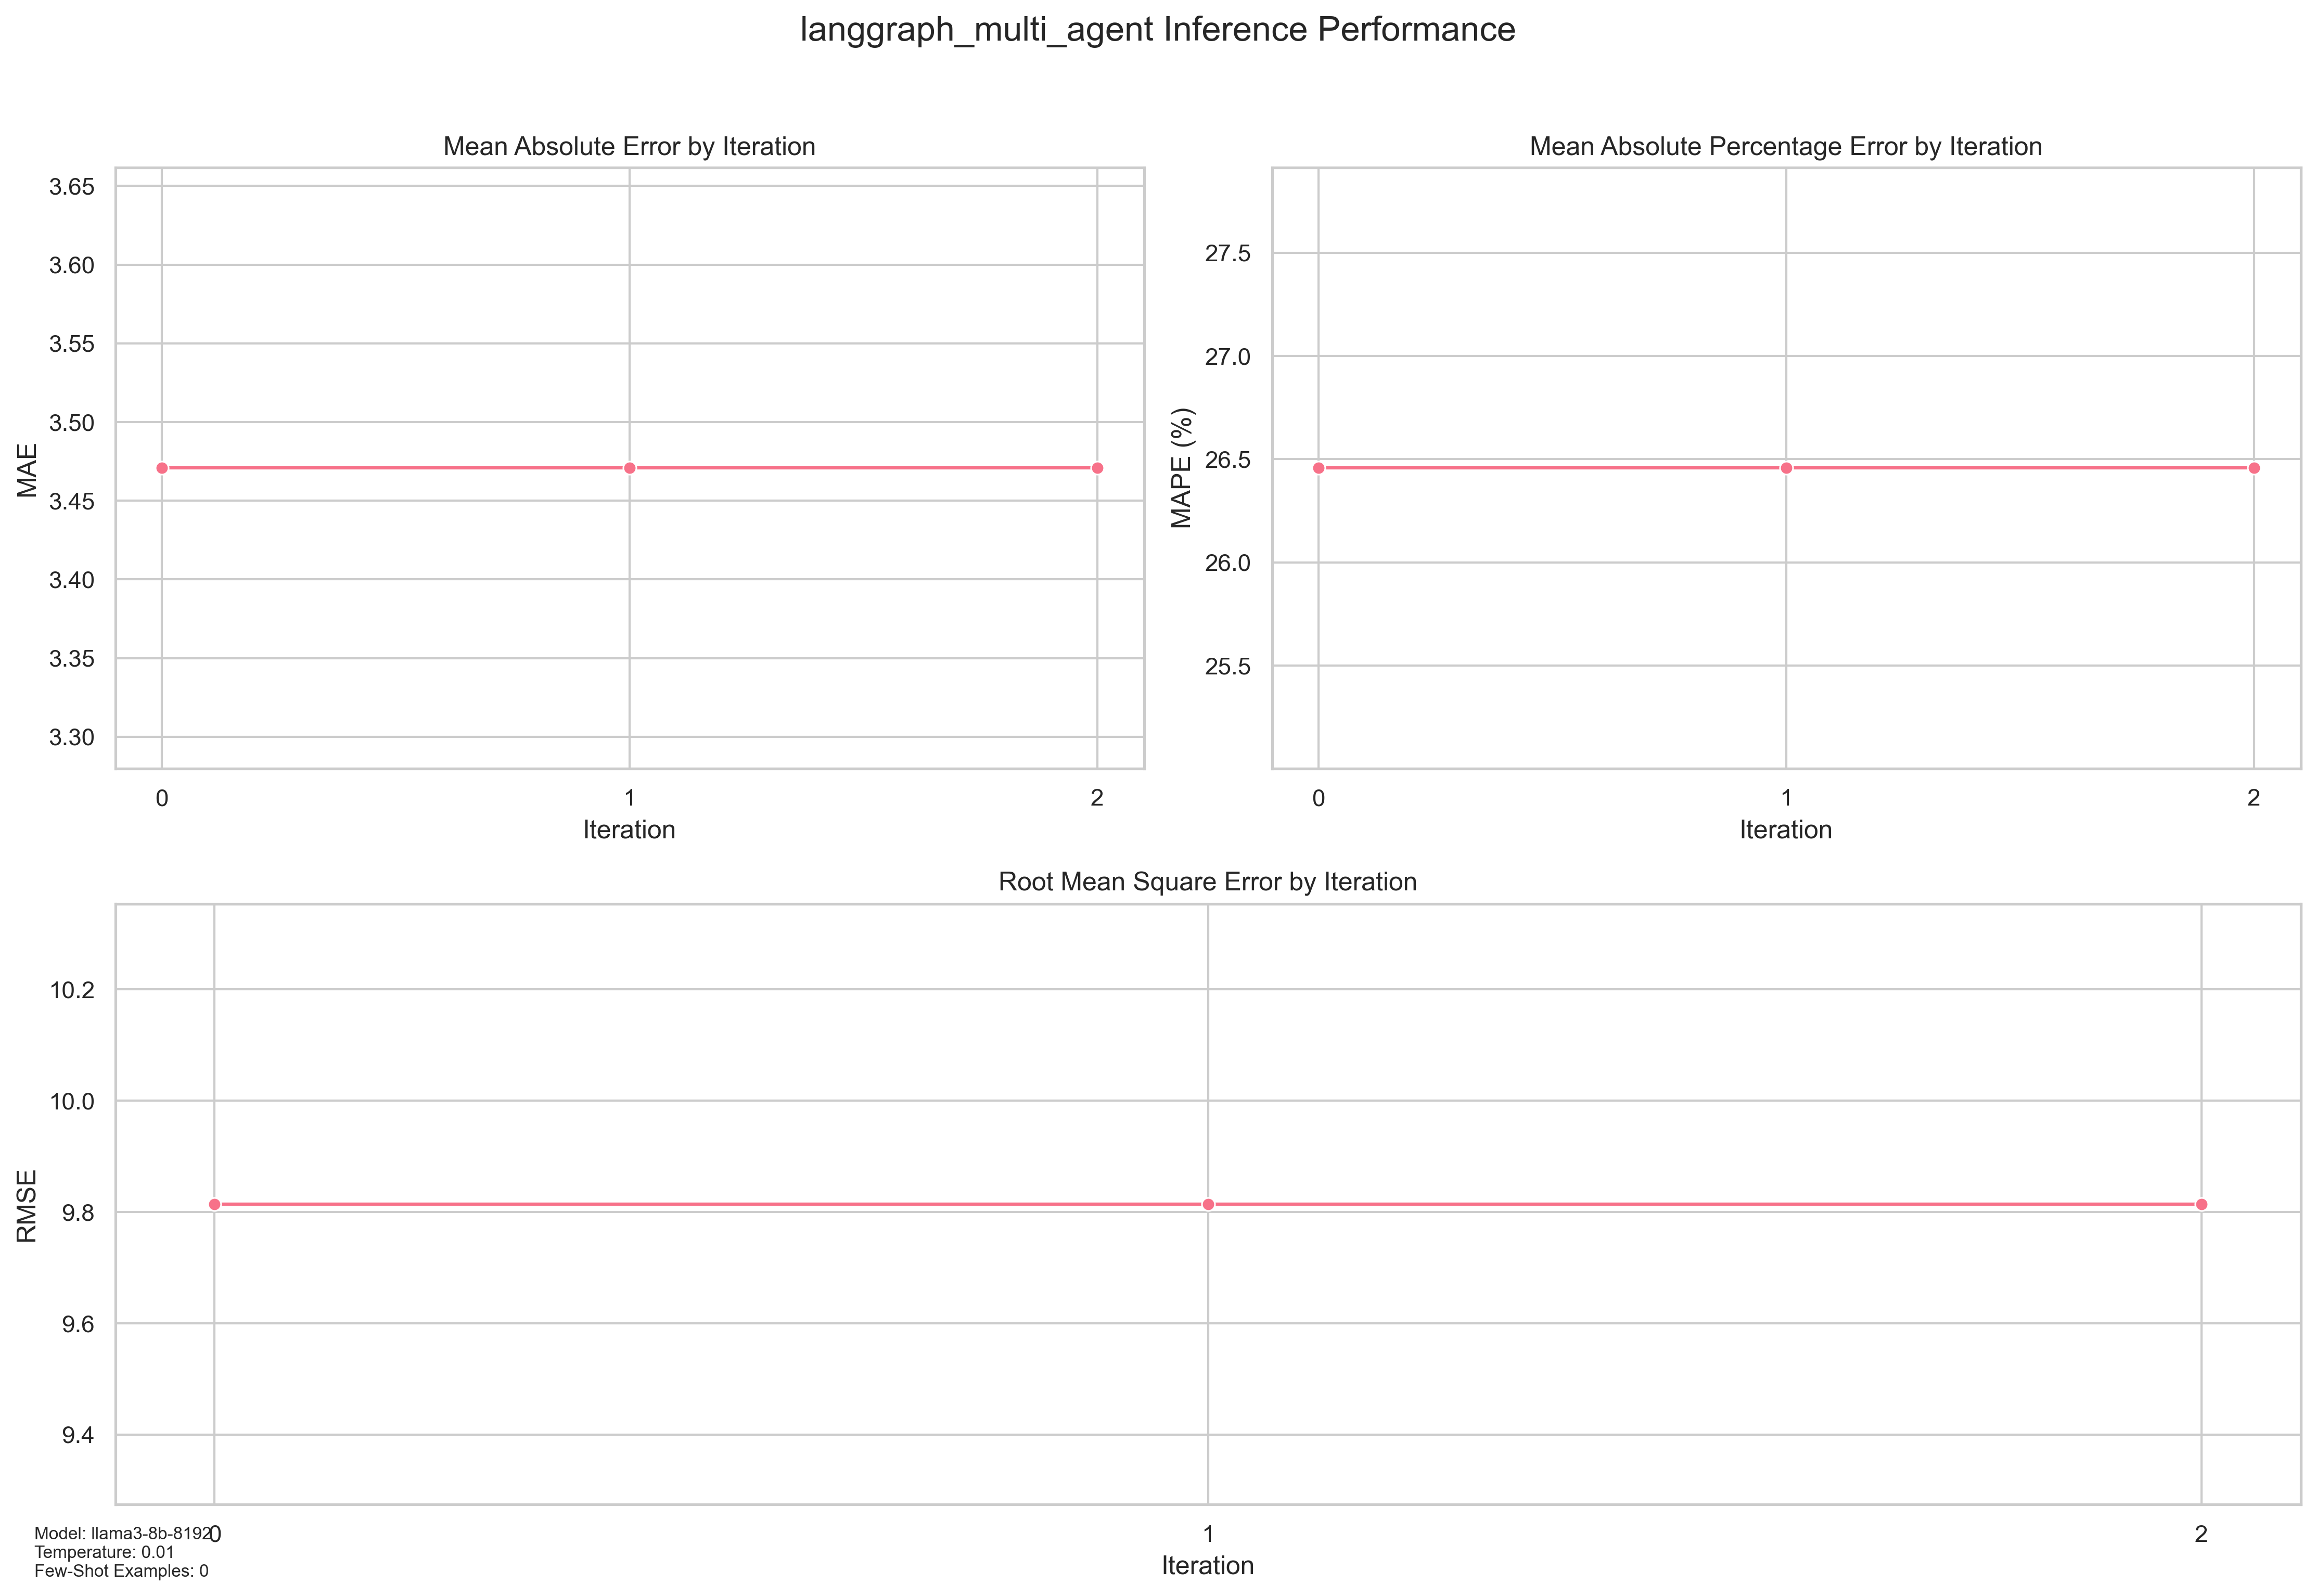 langgraph_multi_agent Inference Performance
Mean Absolute Error by Iteration
MAE
3.65
3.60
3.55
3.50
3.45
3.40
3.35
3.30
0 1 2
Iteration
Mean Absolute Percentage Error by Iteration
MAPE (%)
27.5
27.0
26.5
26.0
25.5
0 1 2
Iteration
Root Mean Square Error by Iteration
RMSE
10.2
10.0
9.8
9.6
9.4
0 1 2
Iteration
Model: llama3-8b-8192
Temperature: 0.01
Few-Shot Examples: 0